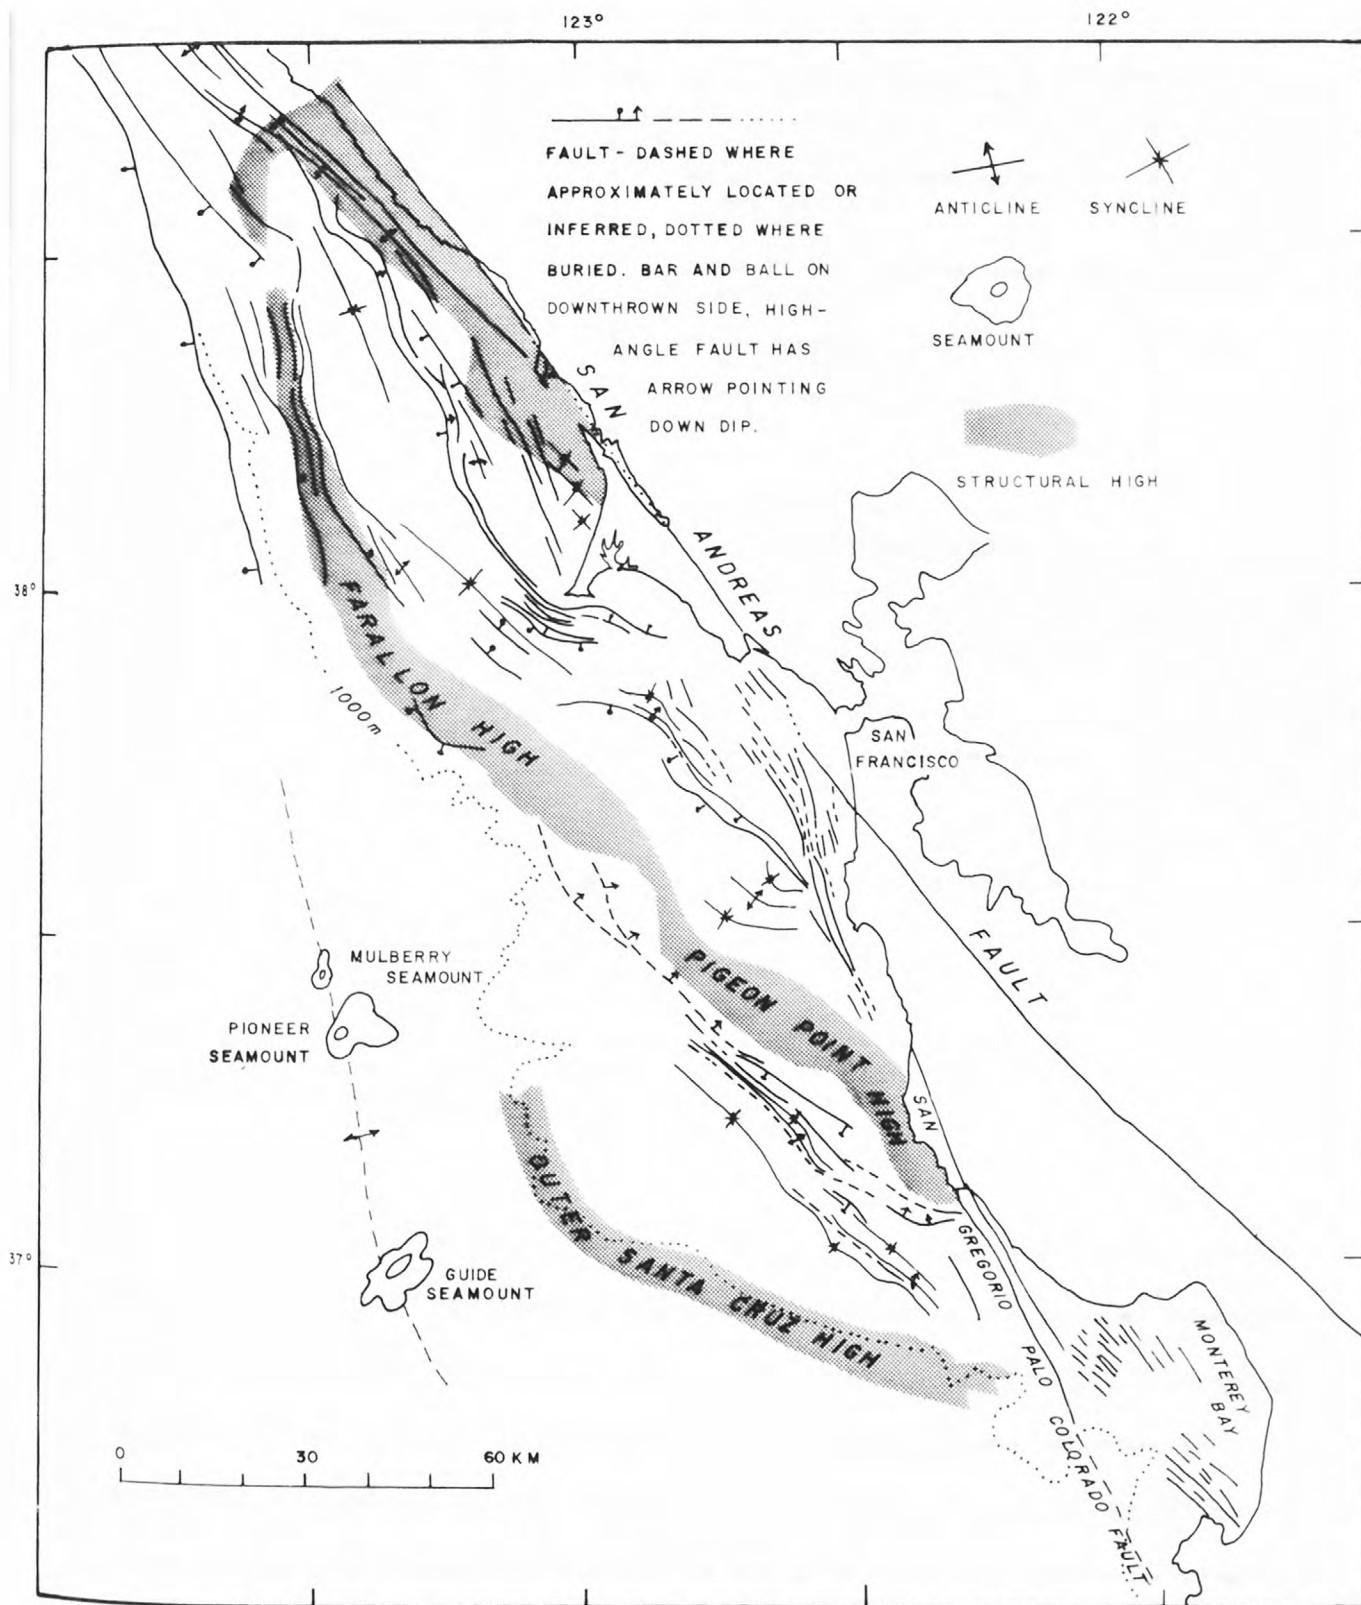 123° 122°
FAULT - DASHED WHERE
APPROXIMATELY LOCATED OR
INFERRED, DOTTED WHERE
BURIED. BAR AND BALL ON
DOWNTHROWN SIDE, HIGH-
ANGLE FAULT HAS
ARROW POINTING
DOWN DIP.
ANTICLINE SYNCLINE
SEAMOUNT
STRUCTURAL HIGH
SAN ANDREAS FAULT
38°
FARALLON HIGH
1000m
SAN
FRANCISCO
MULBERRY
SEAMOUNT
PIONEER
SEAMOUNT
PIGEON POINT HIGH
SAN GREGORIO PALO COLORADO FAULT
OUTER SANTA CRUZ HIGH
37°
GUIDE
SEAMOUNT
MONTEREY
BAY
0 30 60 KM